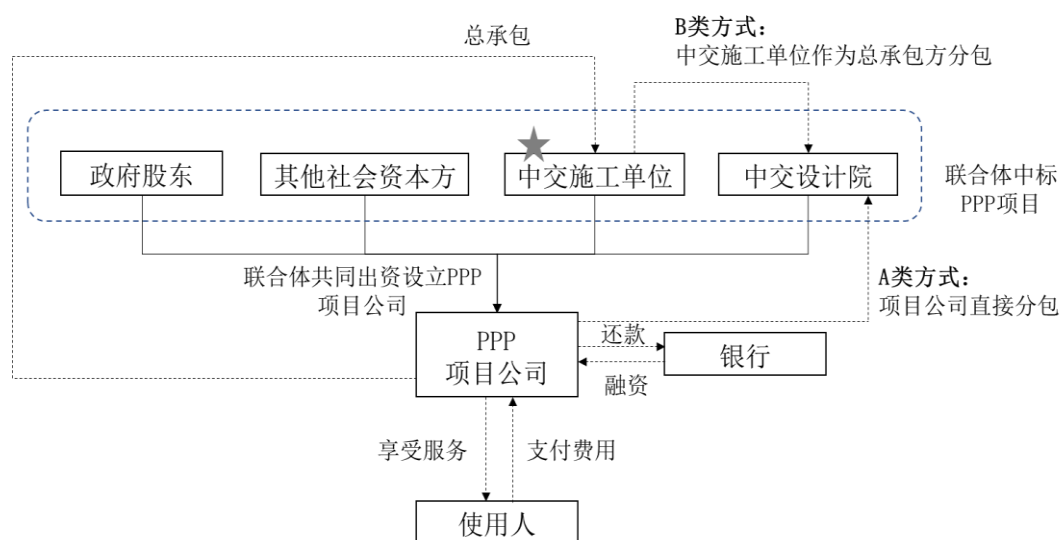 总承包
B类方式：
中交施工单位作为总承包方分包
政府股东
其他社会资本方
中交施工单位
中交设计院
联合体中标
PPP项目
联合体共同出资设立PPP
项目公司
A类方式：
项目公司直接分包
PPP
项目公司
还款
融资
银行
享受服务
支付费用
使用人